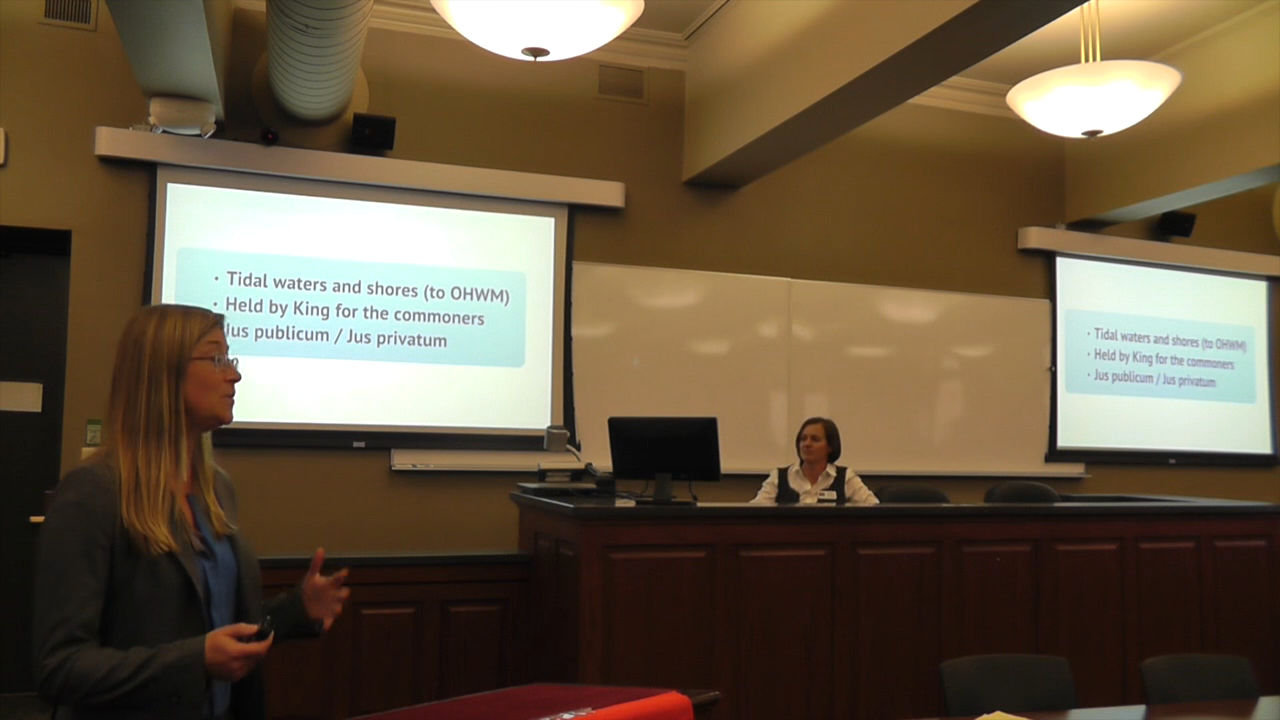 · Tidal waters and shores (to OHWM)
· Held by King for the commoners
Jus publicum / Jus privatum
· Tidal waters and shores (to OHWM)
· Held by King for the commoners
· Jus publicum / Jus privatum